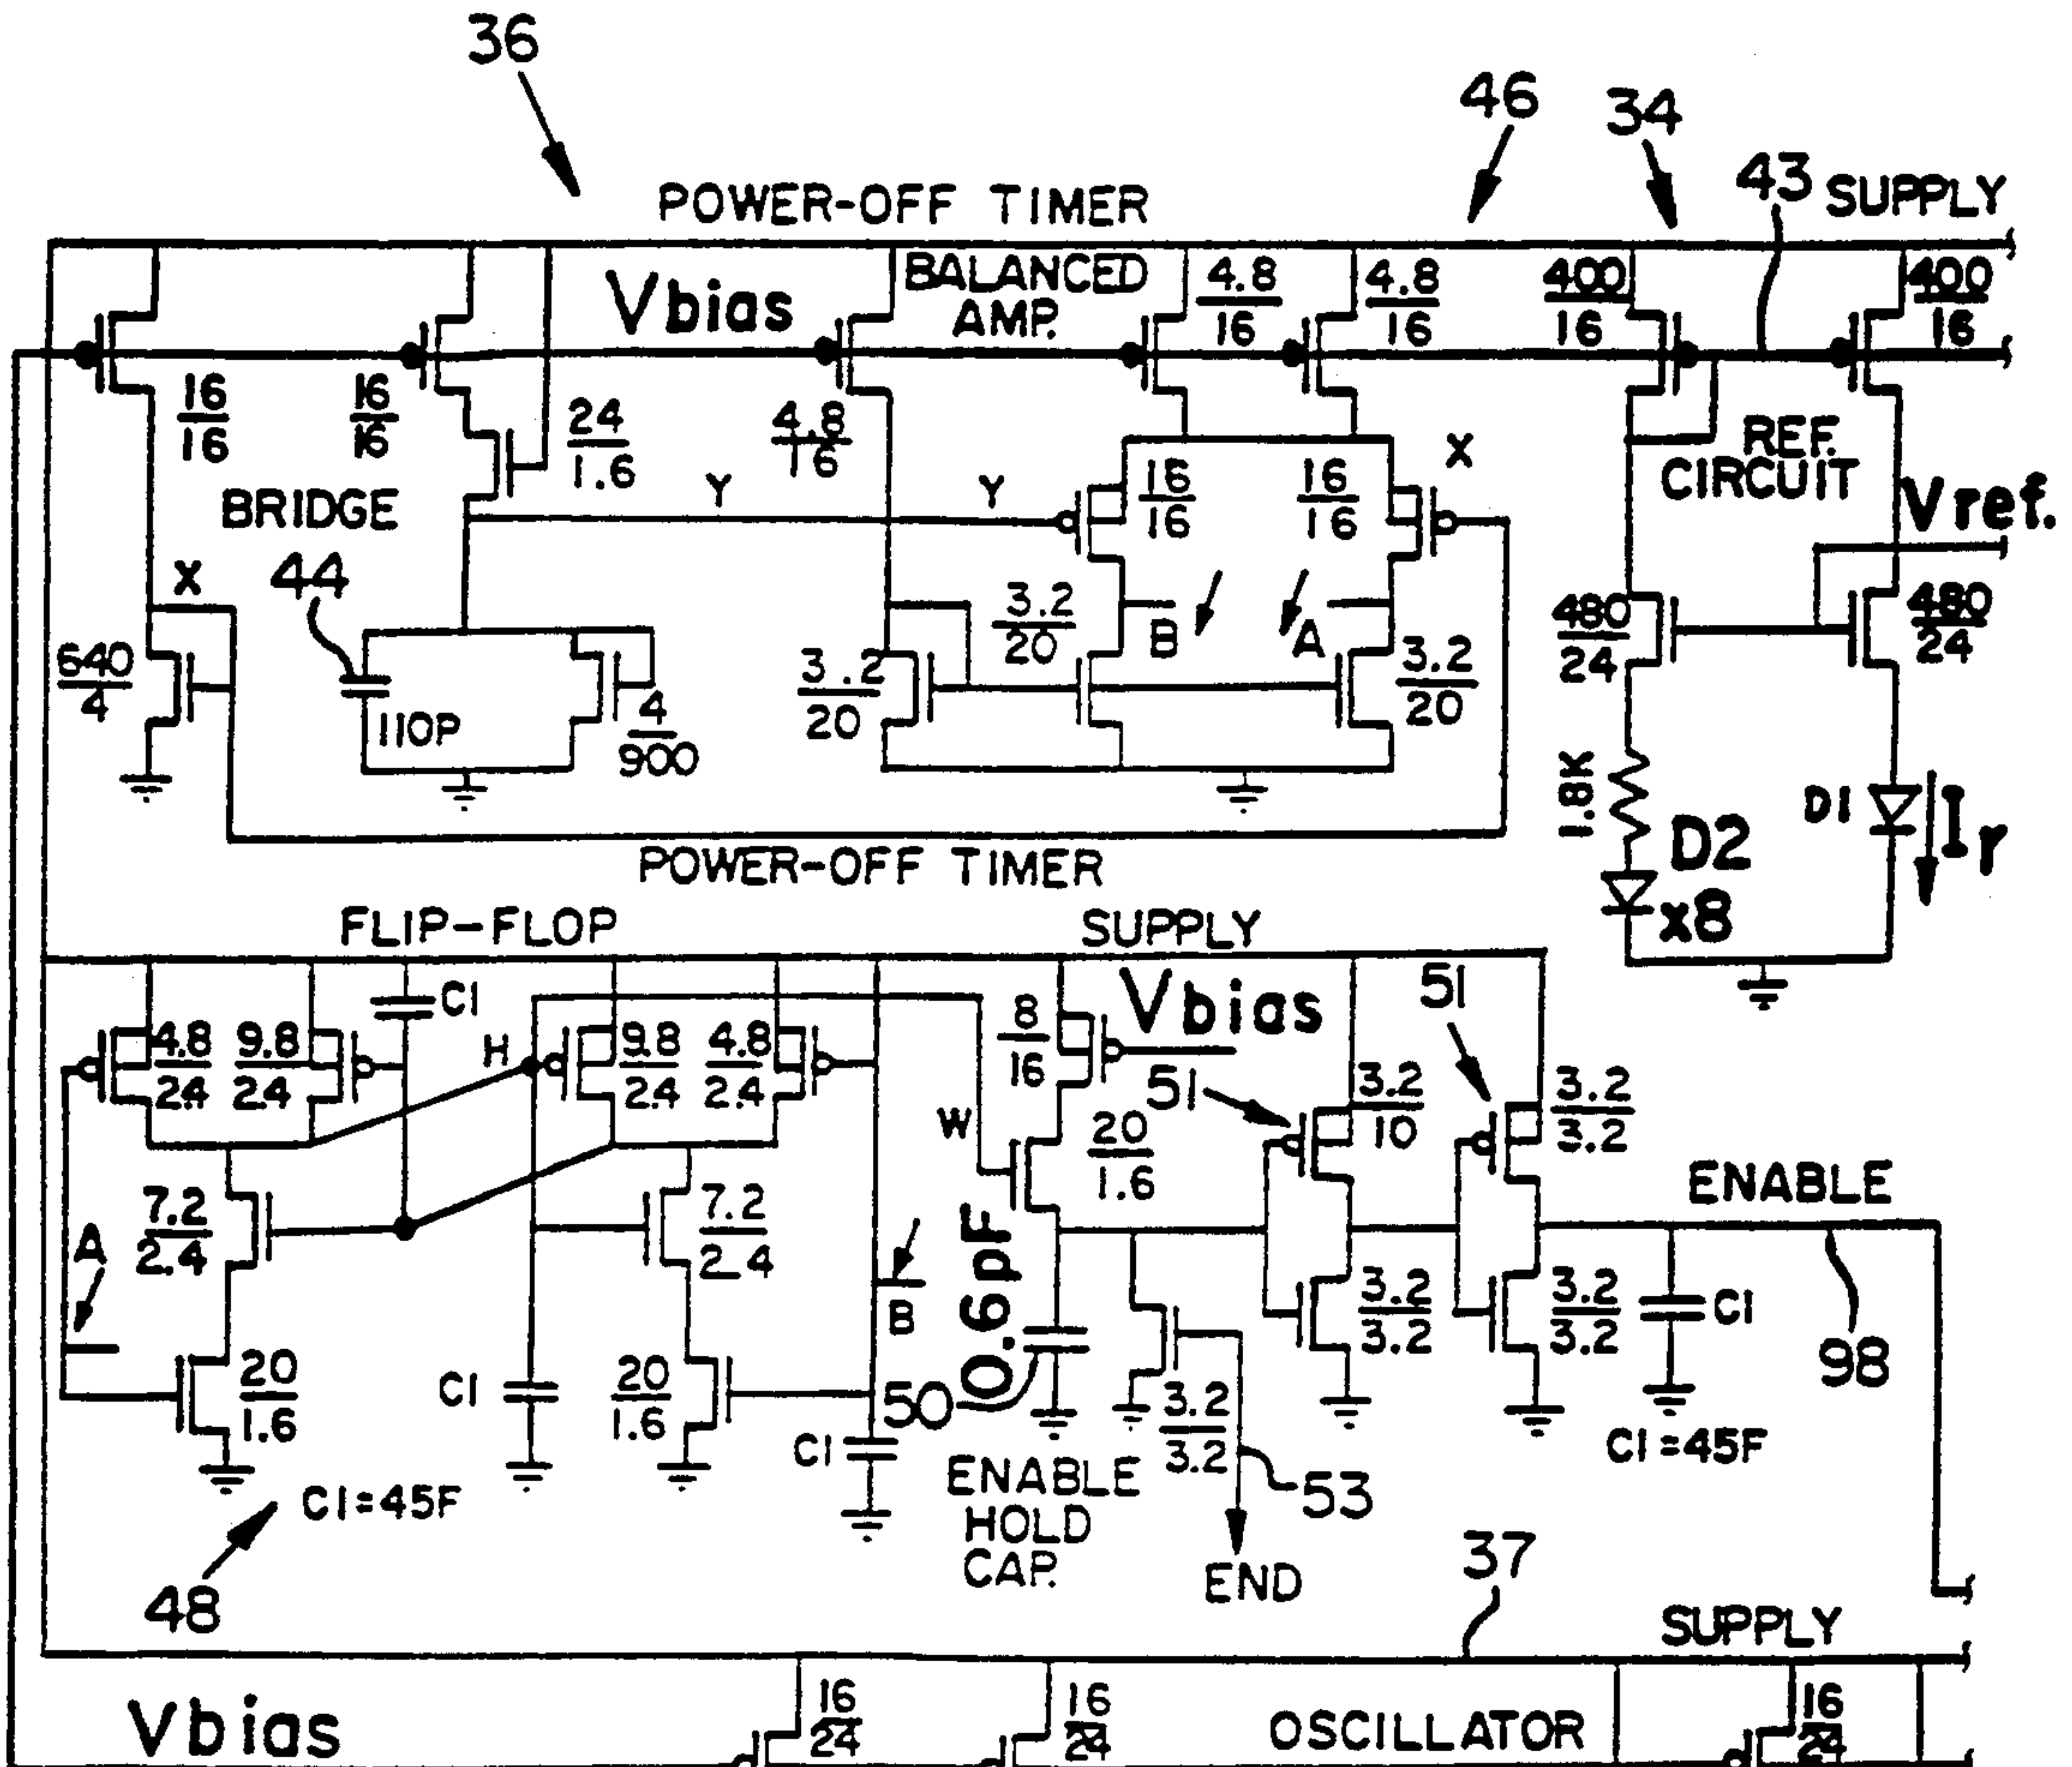 36
46
34
43
SUPPLY
POWER-OFF TIMER
Vbias
BALANCED
AMP.
4.8
16
4.8
16
400
16
400
16
16
16
16
16
24
1.6
4.8
16
REF.
CIRCUIT
X
BRIDGE
Y
Y
16
16
16
16
Vref.
44
X
3.2
20
B
A
480
24
480
24
640
4
110P
4
900
3.2
20
3.2
20
1.8K
D1
Ir
D2
x8
POWER-OFF TIMER
FLIP-FLOP
SUPPLY
C1
Vbias
51
4.8
2.4
9.8
2.4
H
9.8
2.4
4.8
2.4
8
16
51
3.2
10
3.2
3.2
W
20
1.6
ENABLE
7.2
2.4
7.2
2.4
A
B
0.6pF
3.2
3.2
3.2
3.2
C1
98
20
1.6
C1
20
1.6
50
C1
3.2
3.2
C1=45F
ENABLE
HOLD
CAP.
53
C1=45F
END
48
37
SUPPLY
Vbias
16
24
16
24
OSCILLATOR
16
24